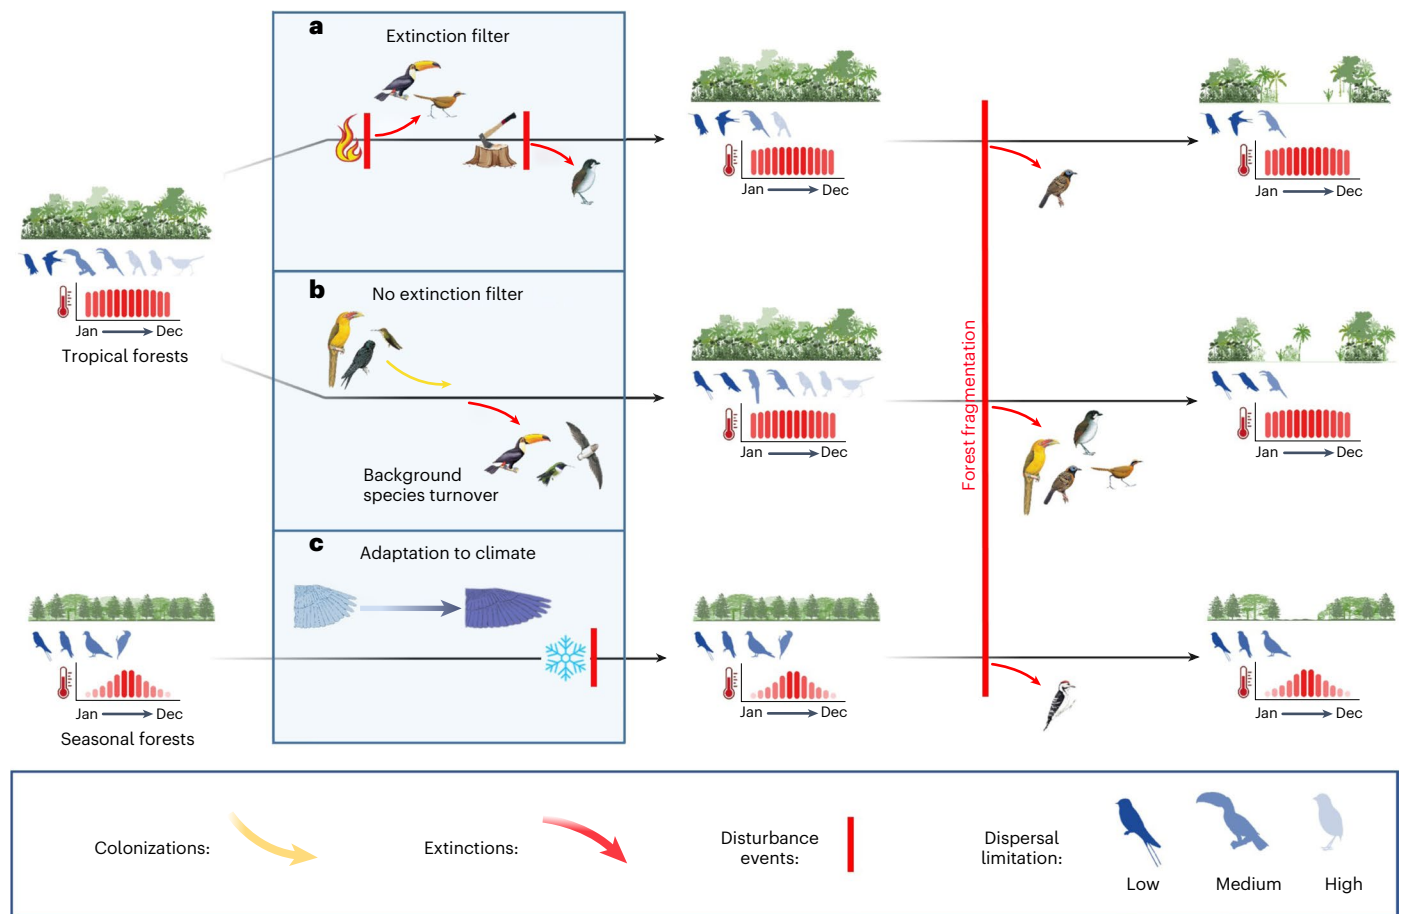 a
Extinction filter
Jan
Dec
Jan
Dec
Jan
Dec
Tropical forests
b
No extinction filter
Background
species turnover
Jan
Dec
Forest fragmentation
Jan
Dec
c
Adaptation to climate
Jan
Dec
Seasonal forests
Jan
Dec
Jan
Dec
Colonizations:
Extinctions:
Disturbance
events:
Dispersal
limitation:
Low
Medium
High